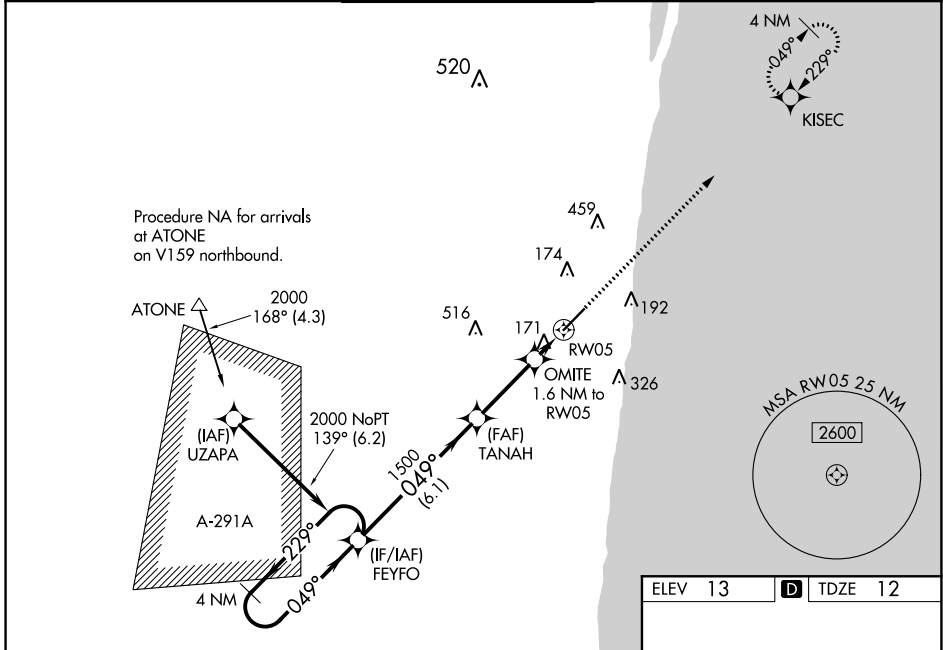 520
4 NM
049°
229°
KISEC
Procedure NA for arrivals
at ATONE
on V159 northbound.
459
174
ATONE
2000
168° (4.3)
516
171
192
RW05
OMITE
1.6 NM to
RW05
326
(IAF)
UZAPA
2000 NoPT
139° (6.2)
(FAF)
TANAH
1500
049°
(6.1)
MSA RW05 25 NM
2600
A-291A
229°
049°
4 NM
(IF/IAF)
FEYFO
ELEV 13 D TDZE 12